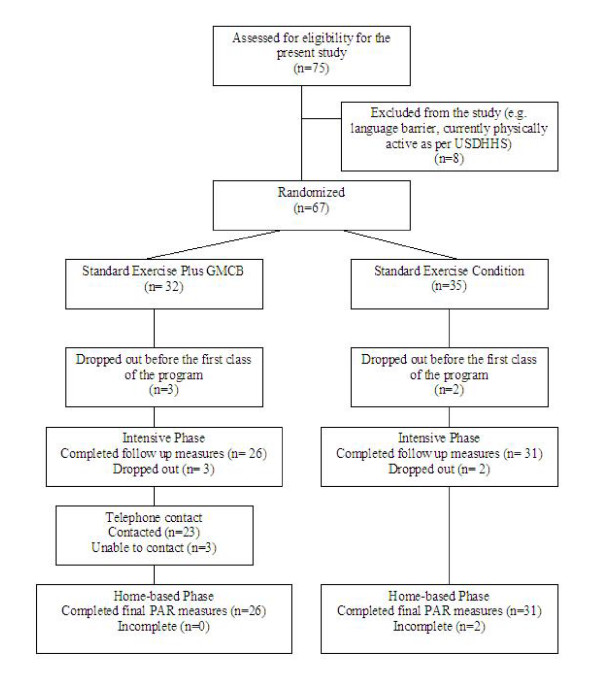 Assessed for eligibility for the
present study
(n=75)
Excluded from the study (e.g.
language barrier, currently physically
active as per USDHHS)
(n=8)
Randomized
(n=67)
Standard Exercise Plus GMCB
(n= 32)
Standard Exercise Condition
(n=35)
Dropped out before the first class
of the program
(n=3)
Dropped out before the first class
of the program
(n=2)
Intensive Phase
Completed follow up measures (n= 26)
Dropped out (n= 3)
Intensive Phase
Completed follow up measures (n= 31)
Dropped out (n= 2)
Telephone contact
Contacted (n=23)
Unable to contact (n=3)
Home-based Phase
Completed final PAR measures (n=26)
Incomplete (n=0)
Home-based Phase
Completed final PAR measures (n=31)
Incomplete (n=2)